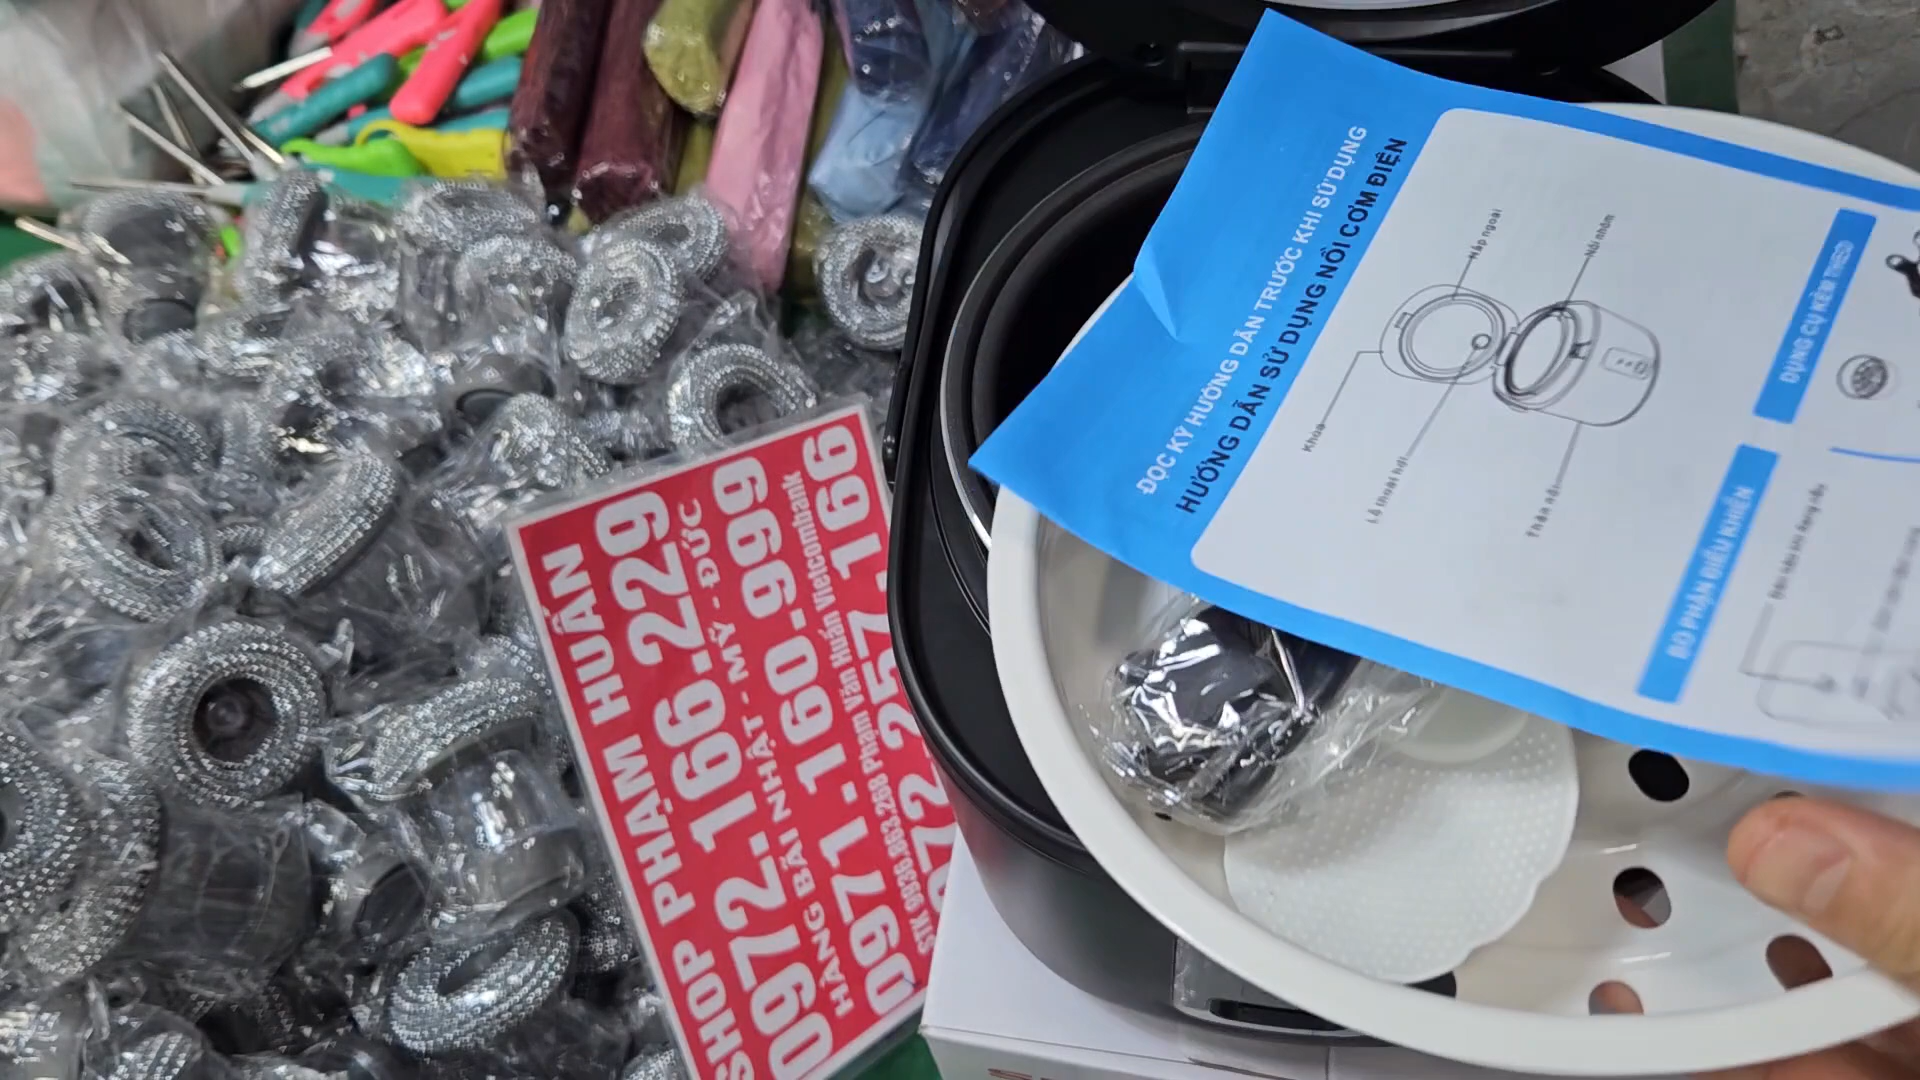 SHOP PHẠM HUẤN
0972.166.229
HÀNG BÃI NHẬT - MỸ - ĐỨC
0971.160.999
STK 9936.863.268 Phạm Văn Huấn Vietcombank
0972.257.166
ĐỌC KỸ HƯỚNG DẪN TRƯỚC KHI SỬ DỤNG
HƯỚNG DẪN SỬ DỤNG NỒI CƠM ĐIỆN
Nắp ngoài
Nồi nhôm
Khóa
Lỗ thoát hơi
Thân nồi
DỤNG CỤ KÈM THEO
BỘ PHẬN ĐIỀU KHIỂN